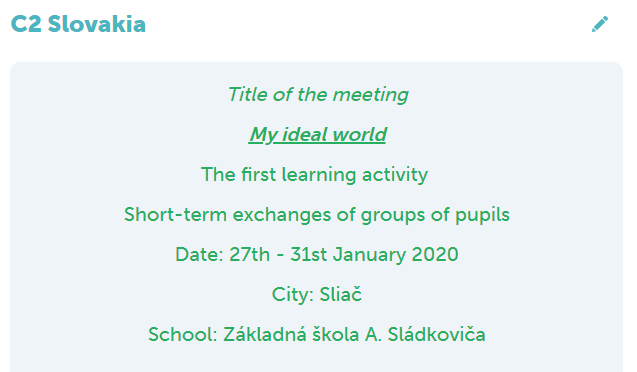 C2 Slovakia
Title of the meeting
My ideal world
The first learning activity
Short-term exchanges of groups of pupils
Date: 27th - 31st January 2020
City: Sliač
School: Základná škola A. Sládkoviča